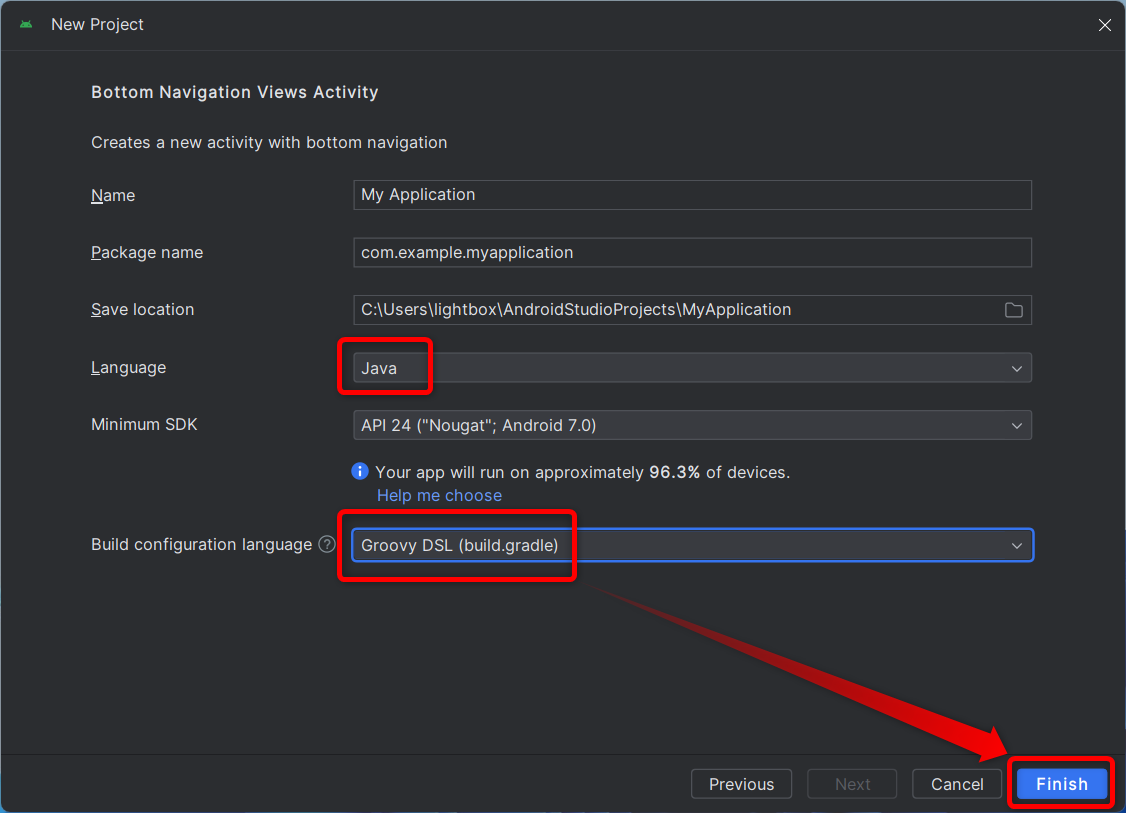 New Project
Bottom Navigation Views Activity
Creates a new activity with bottom navigation
Name My Application
Package name com.example.myapplication
Save location C:\Users\lightbox\AndroidStudioProjects\MyApplication
Language Java
Minimum SDK API 24 ("Nougat"; Android 7.0)
Your app will run on approximately 96.3% of devices.
Help me choose
Build configuration language ? Groovy DSL (build.gradle)
Previous Next Cancel Finish